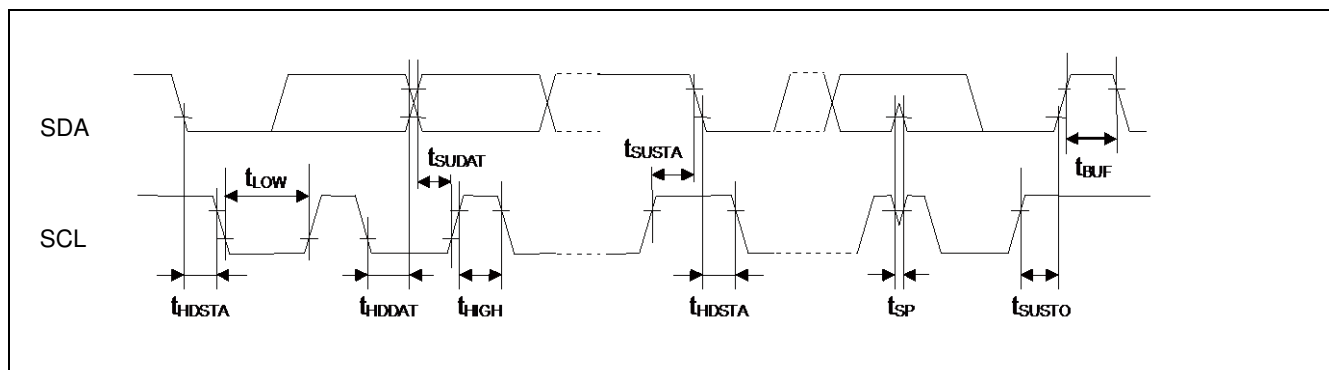 SDA
tSUDAT
tSUSTA
tBUF
tLOW
SCL
tHDSTA
tHDDAT
tHIGH
tHDSTA
tSP
tSUSTO